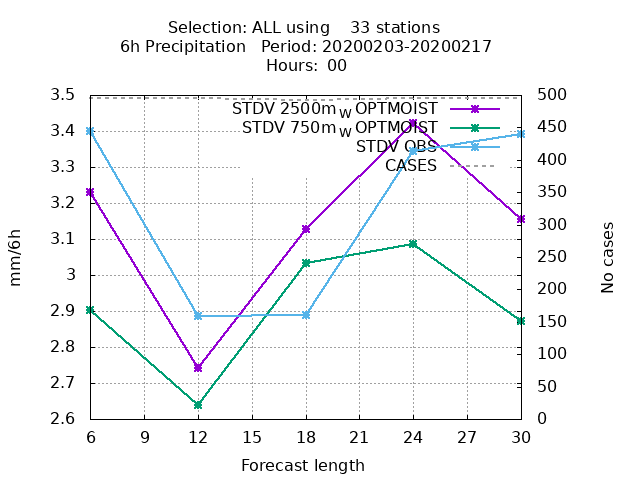 Selection: ALL using 33 stations
6h Precipitation Period: 20200203-20200217
Hours: 00
3.5
3.4
3.3
3.2
3.1
3
2.9
2.8
2.7
2.6
mm/6h
STDV 2500m_W OPTMOIST
STDV 750m_W OPTMOIST
STDV OBS
CASES
500
450
400
350
300
250
200
150
100
50
0
No cases
6 9 12 15 18 21 24 27 30
Forecast length